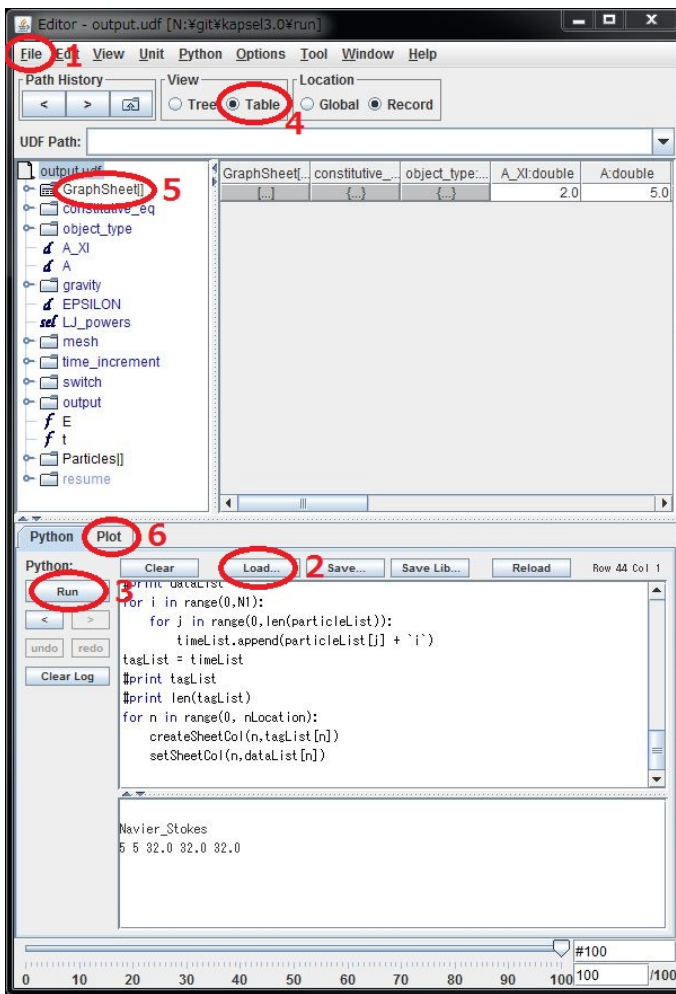 Editor - output.udf [N:¥git¥kapsel3.0¥run]
File 1 Edit View Unit Python Options Tool Window Help
Path History View Location
< > Tree Table Global Record
4
UDF Path:
output.udf
GraphSheet[] 5
constitutive_eq
object_type
d A_XI
d A
gravity
d EPSILON
sel LJ_powers
mesh
time_increment
switch
output
f E
f t
Particles[]
resume
GraphSheet[... constitutive_... object_type:... A_XI:double A:double
[...] {...} {...} 2.0 5.0
Python Plot 6
Python: Clear Load... 2 Save... Save Lib... Reload Row 44 Col 1
Run 3
< >
undo redo
Clear Log
#print dataList
for i in range(0,N1):
for j in range(0,len(particleList)):
timeList.append(particleList[j] + `i`)
tagList = timeList
#print tagList
#print len(tagList)
for n in range(0, nLocation):
createSheetCol(n,tagList[n])
setSheetCol(n,dataList[n])
Navier_Stokes
5 5 32.0 32.0 32.0
#100
0 10 20 30 40 50 60 70 80 90 100 100 /100